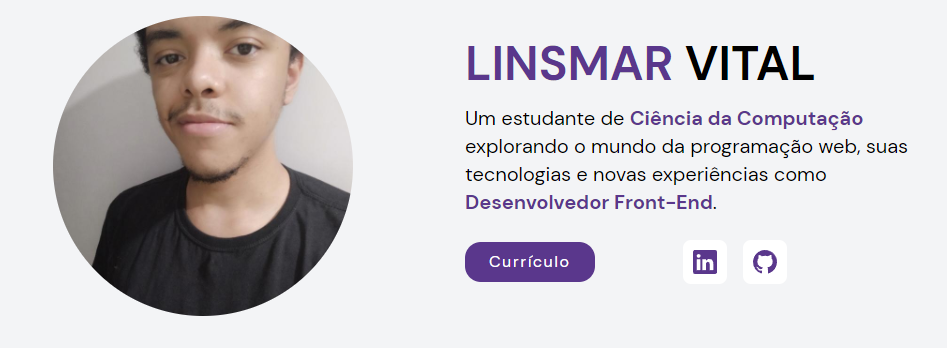 LINSMAR VITAL
Um estudante de Ciência da Computação
explorando o mundo da programação web, suas
tecnologias e novas experiências como
Desenvolvedor Front-End.
Currículo
in